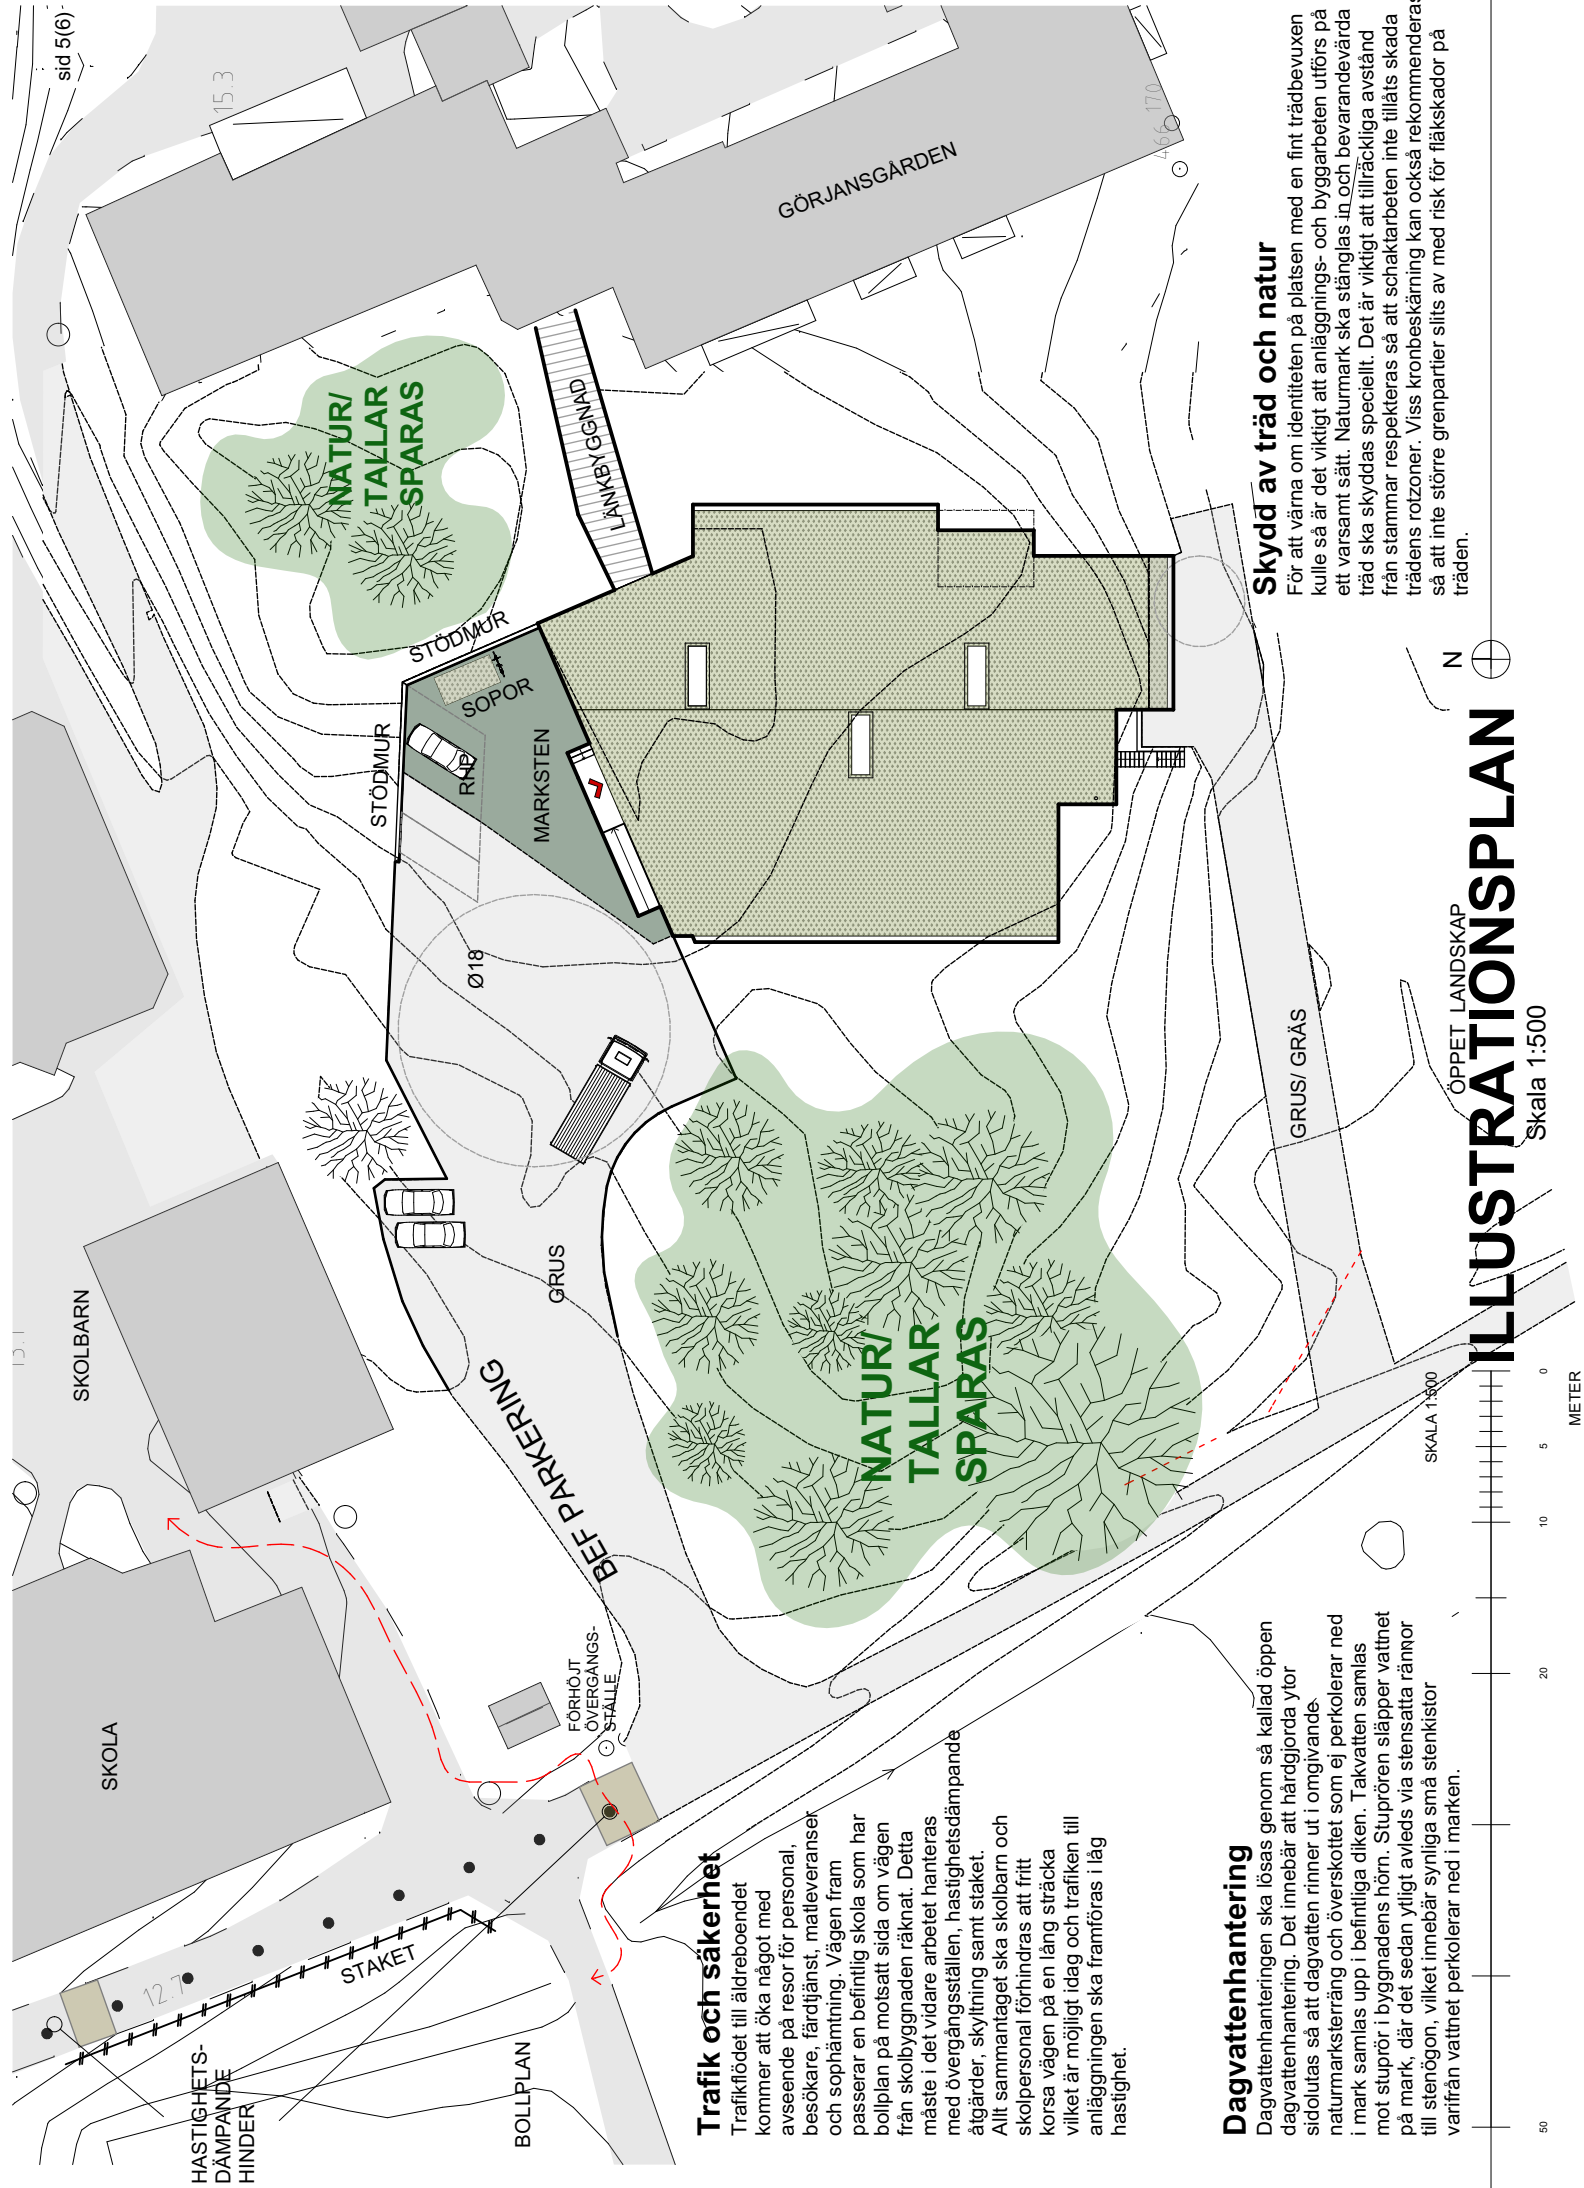 sid 5(6)
15.3
GÖRJANSGÅRDEN
466 170
NATUR/
TALLAR
SPARAS
LÄNKBYGGNAD
STÖDMUR
SOPOR
STÖDMUR
RHP
MARKSTEN
Ø18
GRUS
BEF PARKERING
SKOLBARN
SKOLA
FÖRHÖJT
ÖVERGÅNGS-
STÄLLE
NATUR/
TALLAR
SPARAS
GRUS/ GRÄS
ÖPPET LANDSKAP
STAKET
12.7
HASTIGHETS-
DÄMPANDE
HINDER
BOLLPLAN
Trafik och säkerhet
Trafikflödet till äldreboendet
kommer att öka något med
avseende på resor för personal,
besökare, färdtjänst, matleveranser
och sophämtning. Vägen fram
passerar en befintlig skola som har
bollplan på motsatt sida om vägen
från skolbyggnaden räknat. Detta
måste i det vidare arbetet hanteras
med övergångsställen, hastighetsdämpande
åtgärder, skyltning samt staket.
Allt sammantaget ska skolbarn och
skolpersonal förhindras att fritt
korsa vägen på en lång sträcka
vilket är möjligt idag och trafiken till
anläggningen ska framföras i låg
hastighet.
Dagvattenhantering
Dagvattenhanteringen ska lösas genom så kallad öppen
dagvattenhantering. Det innebär att hårdgjorda ytor
sidolutas så att dagvatten rinner ut i omgivande
naturmarksterräng och överskottet som ej perkolerar ned
i mark samlas upp i befintliga diken. Takvatten samlas
mot stuprör i byggnadens hörn. Stuprören släpper vattnet
på mark, där det sedan ytligt avleds via stensatta rännor
till stenögon, vilket innebär synliga små stenkistor
varifrån vattnet perkolerar ned i marken.
Skydd av träd och natur
För att värna om identiteten på platsen med en fint trädbevuxen
kulle så är det viktigt att anläggnings- och byggarbeten utförs på
ett varsamt sätt. Naturmark ska stänglas in och bevarandevärda
träd ska skyddas speciellt. Det är viktigt att tillräckliga avstånd
från stammar respekteras så att schaktarbeten inte tillåts skada
trädens rotzoner. Viss kronbeskärning kan också rekommenderas
så att inte större grenpartier slits av med risk för fläkskador på
träden.
N
ILLUSTRATIONSPLAN
Skala 1:500
SKALA 1:500
0 5 10 20 50
METER